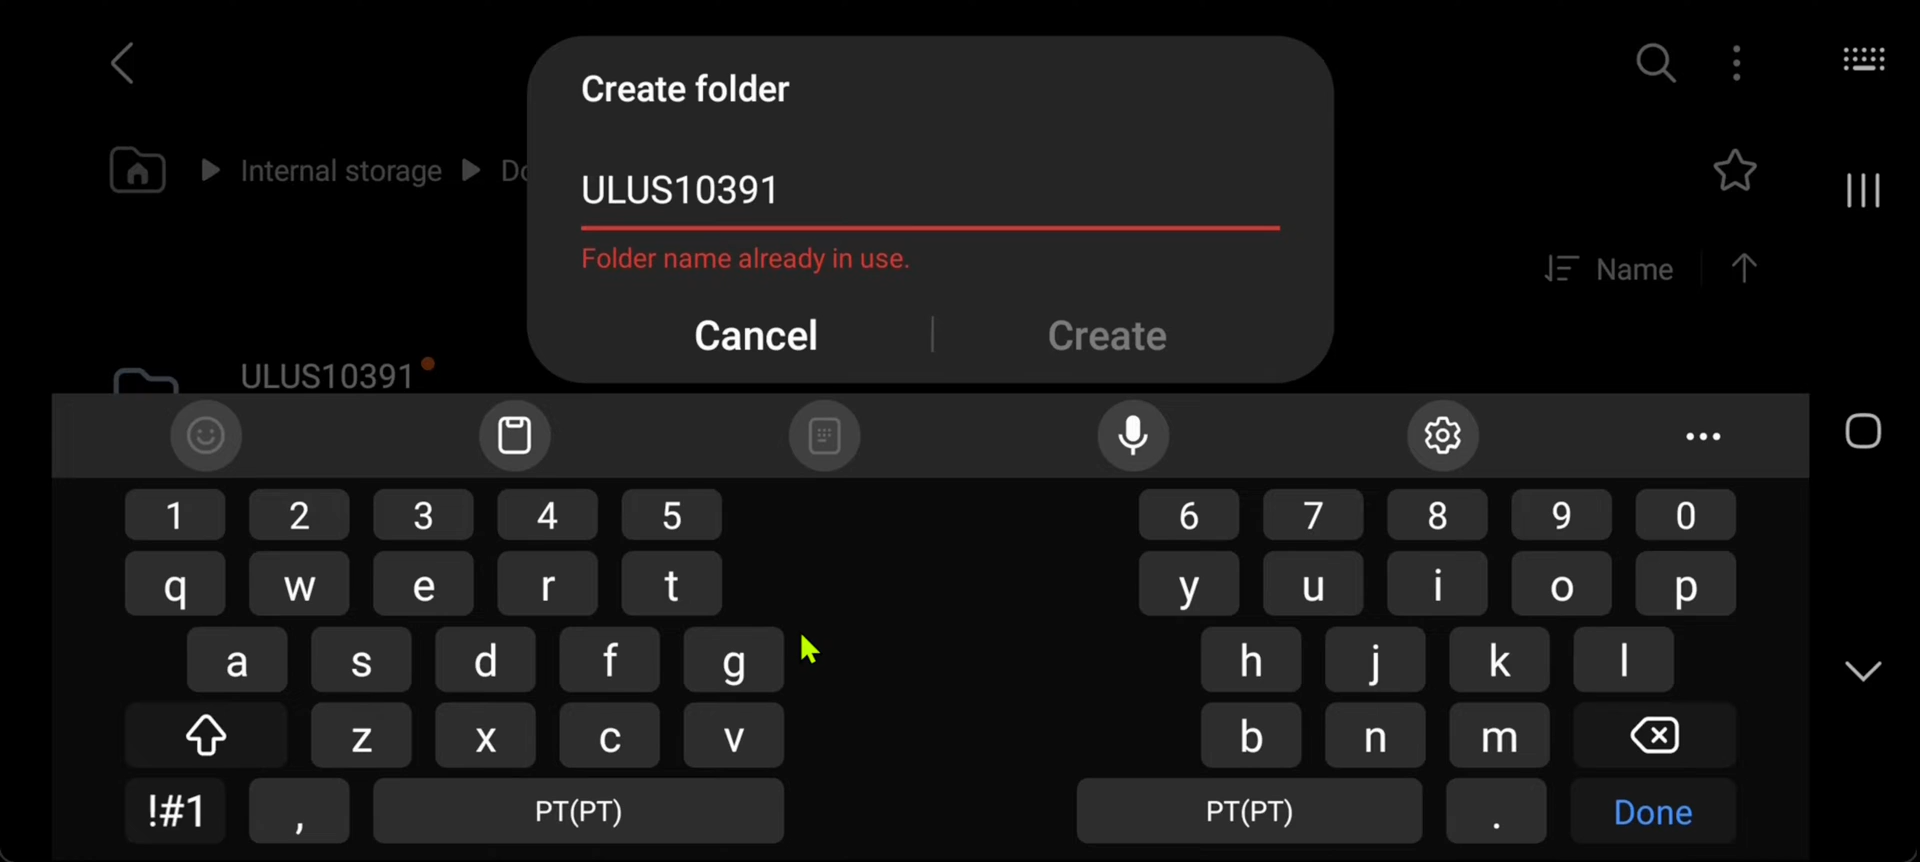 Create folder
Internal storage
ULUS10391
Folder name already in use.
Name
Cancel
Create
ULUS10391
1 2 3 4 5 6 7 8 9 0
q w e r t y u i o p
a s d f g h j k l
z x c v b n m
!#1 , PT(PT) PT(PT) . Done